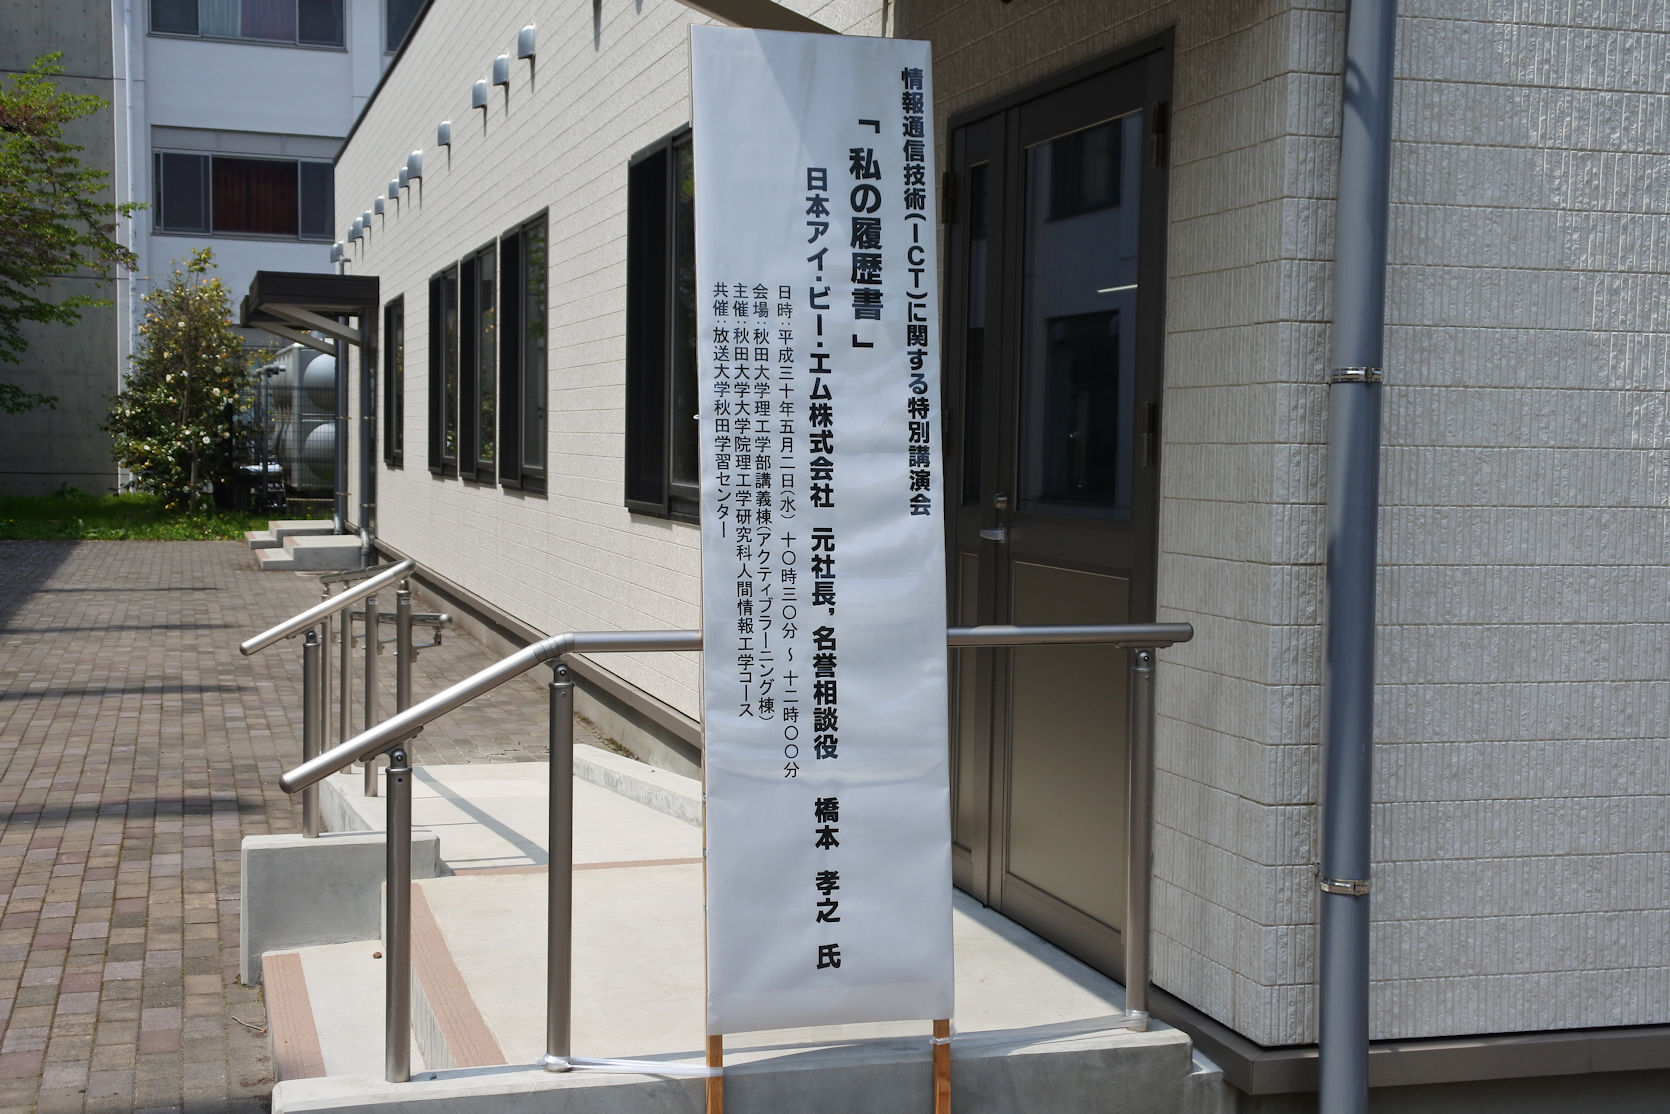 情報通信技術(ICT)に関する特別講演会
「私の履歴書」
日本アイ・ビー・エム株式会社 元社長，名誉相談役 橋本 孝之 氏
日時：平成三十年五月二日(水) 十〇時三〇分 ～ 十二時〇〇分
会場：秋田大学理工学部講義棟(アクティブラーニング棟)
主催：秋田大学大学院理工学研究科人間情報工学コース
共催：放送大学秋田学習センター